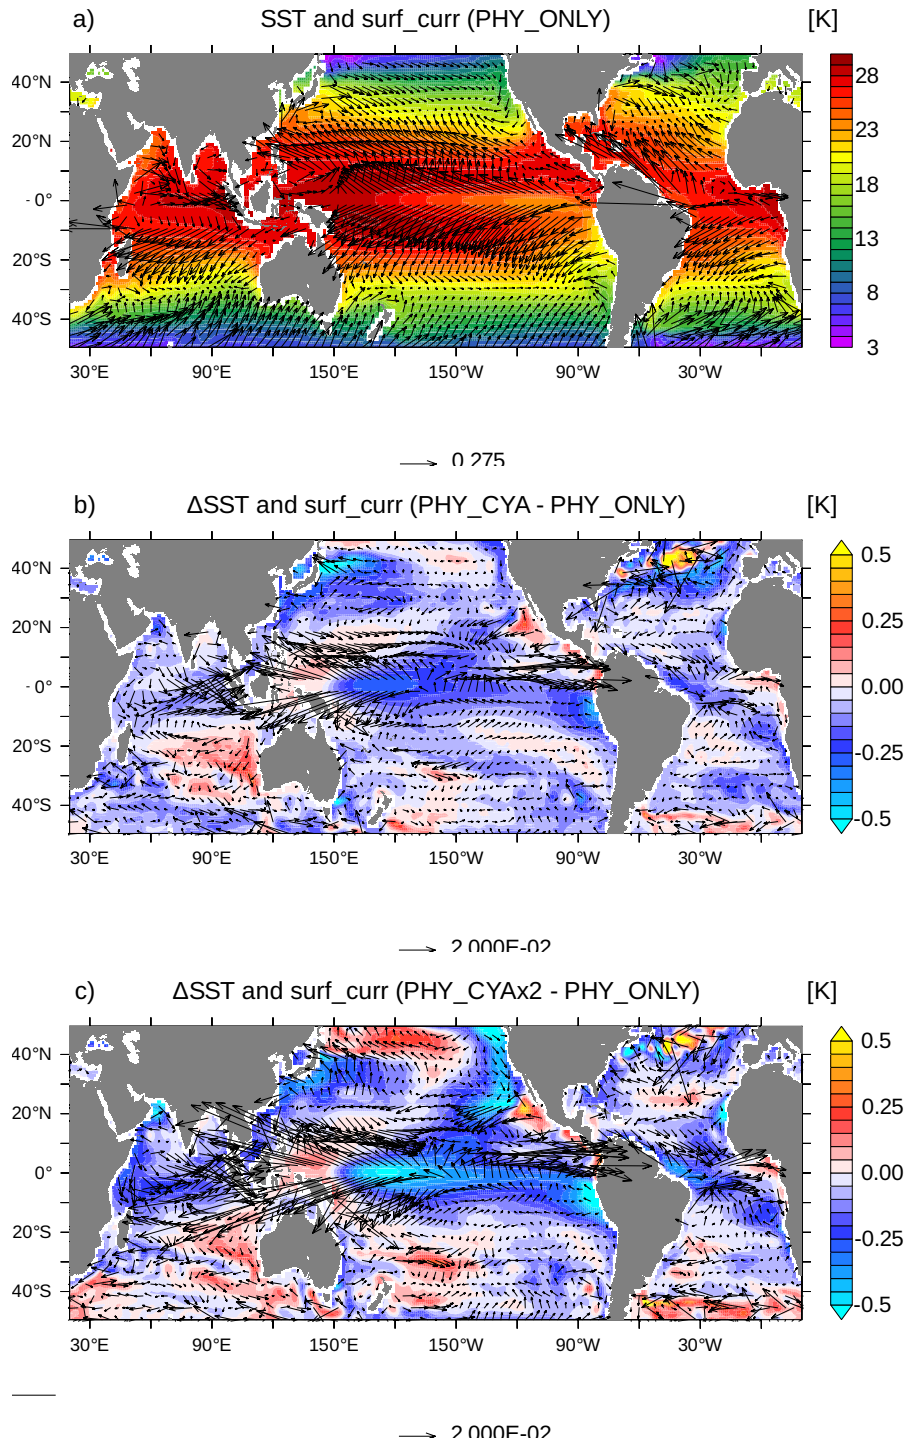 a) SST and surf_curr (PHY_ONLY) [K]
40°N
20°N
0°
20°S
40°S
30°E 90°E 150°E 150°W 90°W 30°W
28
23
18
13
8
3
0.275
b) ΔSST and surf_curr (PHY_CYA - PHY_ONLY) [K]
40°N
20°N
0°
20°S
40°S
30°E 90°E 150°E 150°W 90°W 30°W
0.5
0.25
0.00
-0.25
-0.5
2.000E-02
c) ΔSST and surf_curr (PHY_CYAx2 - PHY_ONLY) [K]
40°N
20°N
0°
20°S
40°S
30°E 90°E 150°E 150°W 90°W 30°W
0.5
0.25
0.00
-0.25
-0.5
2.000E-02